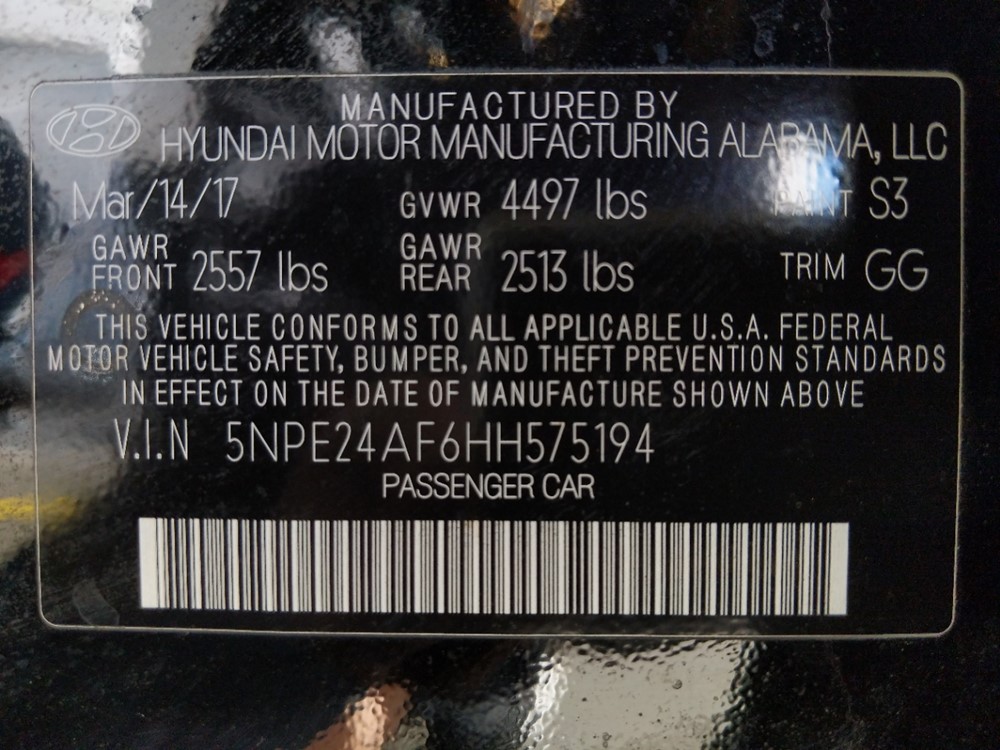 MANUFACTURED BY
HYUNDAI MOTOR MANUFACTURING ALABAMA, LLC
Mar/14/17 GVWR 4497 lbs PAINT S3
GAWR FRONT 2557 lbs GAWR REAR 2513 lbs TRIM GG
THIS VEHICLE CONFORMS TO ALL APPLICABLE U.S.A. FEDERAL
MOTOR VEHICLE SAFETY, BUMPER, AND THEFT PREVENTION STANDARDS
IN EFFECT ON THE DATE OF MANUFACTURE SHOWN ABOVE
V.I.N 5NPE24AF6HH575194
PASSENGER CAR